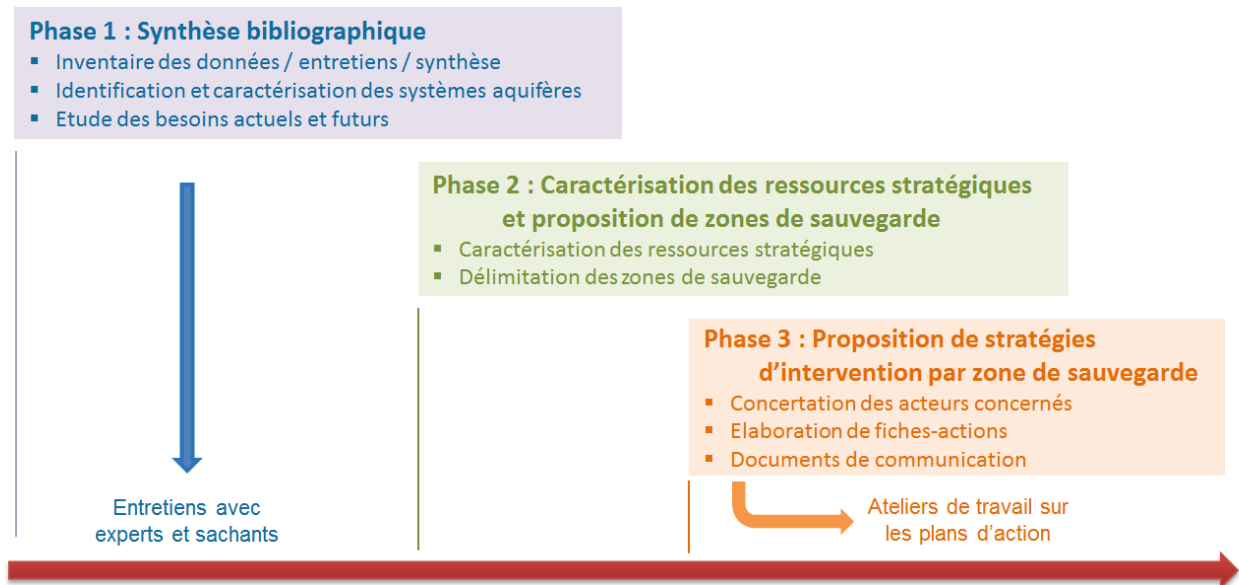 Phase 1 : Synthèse bibliographique
▪ Inventaire des données / entretiens / synthèse
▪ Identification et caractérisation des systèmes aquifères
▪ Etude des besoins actuels et futurs
Phase 2 : Caractérisation des ressources stratégiques
et proposition de zones de sauvegarde
▪ Caractérisation des ressources stratégiques
▪ Délimitation des zones de sauvegarde
Phase 3 : Proposition de stratégies
d’intervention par zone de sauvegarde
▪ Concertation des acteurs concernés
▪ Elaboration de fiches-actions
▪ Documents de communication
Entretiens avec
experts et sachants
Ateliers de travail sur
les plans d’action